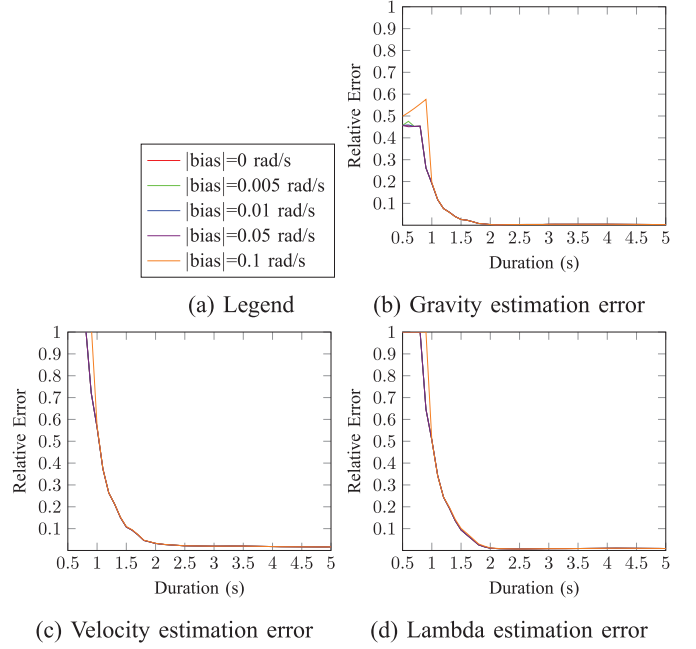 |bias|=0 rad/s
|bias|=0.005 rad/s
|bias|=0.01 rad/s
|bias|=0.05 rad/s
|bias|=0.1 rad/s
(a) Legend
Relative Error
1
0.9
0.8
0.7
0.6
0.5
0.4
0.3
0.2
0.1
0.5 1 1.5 2 2.5 3 3.5 4 4.5 5
Duration (s)
(b) Gravity estimation error
Relative Error
1
0.9
0.8
0.7
0.6
0.5
0.4
0.3
0.2
0.1
0.5 1 1.5 2 2.5 3 3.5 4 4.5 5
Duration (s)
(c) Velocity estimation error
Relative Error
1
0.9
0.8
0.7
0.6
0.5
0.4
0.3
0.2
0.1
0.5 1 1.5 2 2.5 3 3.5 4 4.5 5
Duration (s)
(d) Lambda estimation error